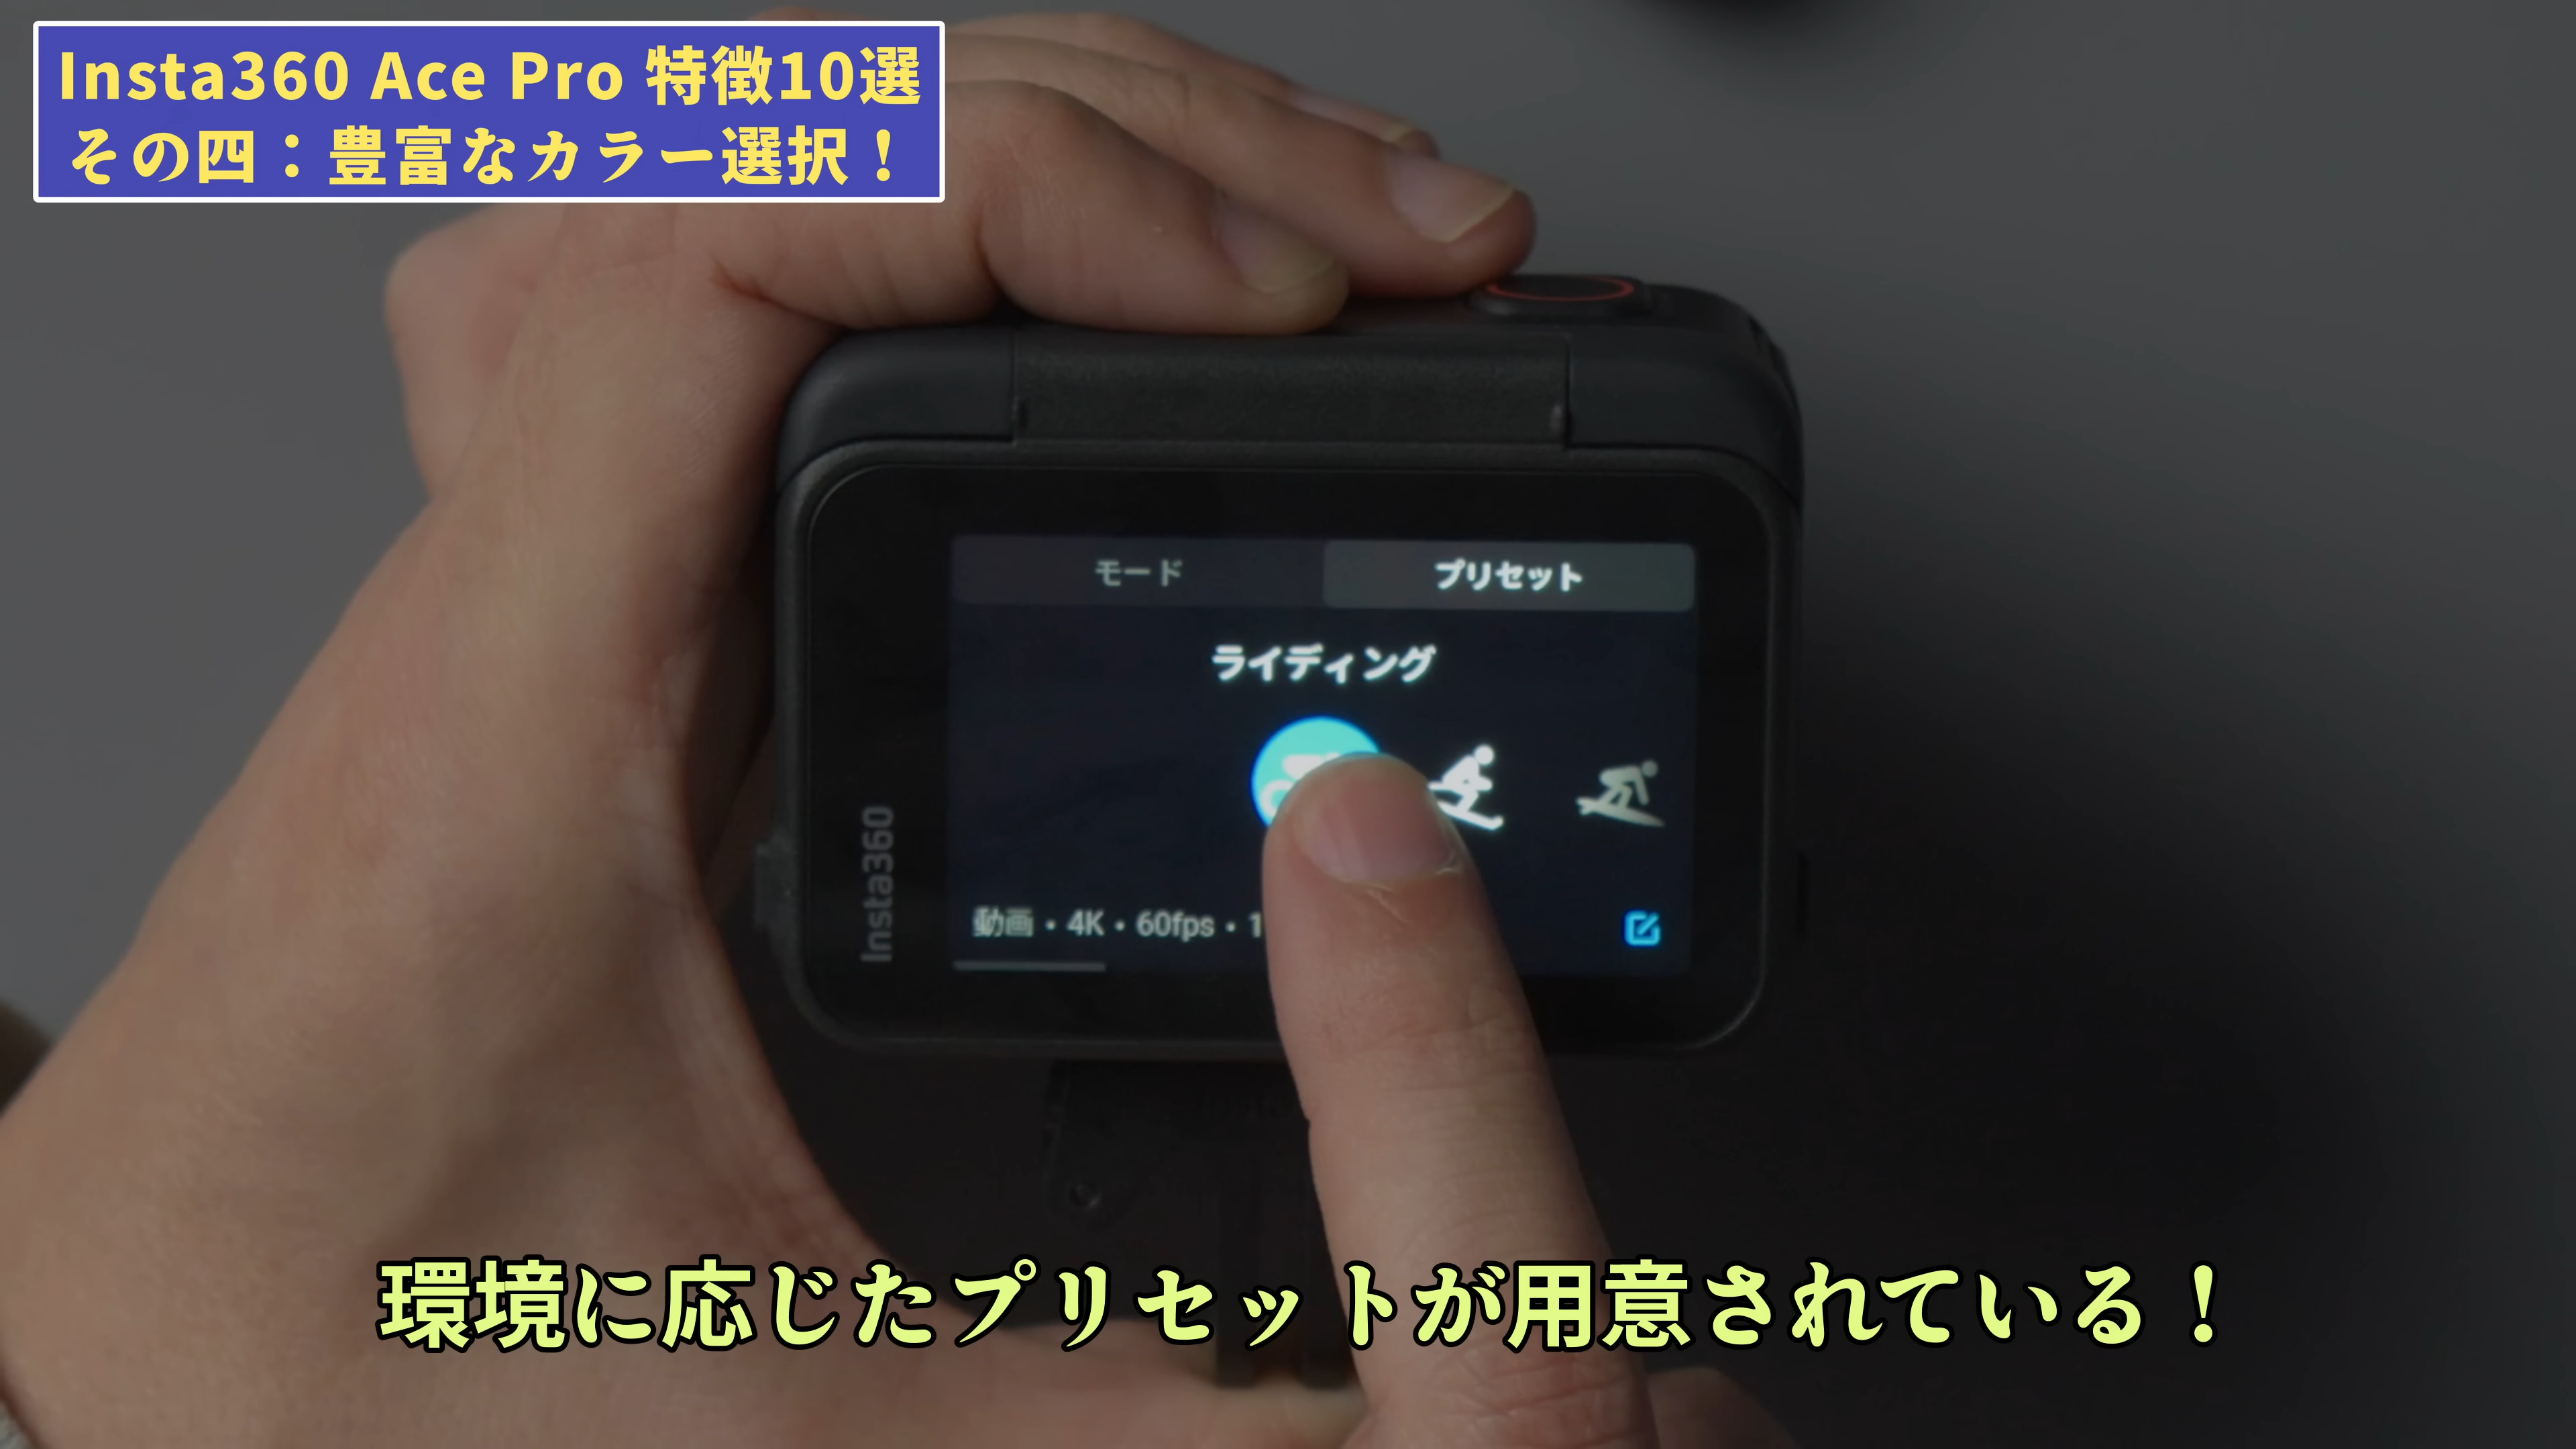 Insta360 Ace Pro 特徴10選
その四：豊富なカラー選択！
モード
プリセット
ライディング
動画・4K・60fps・1
Insta360
環境に応じたプリセットが用意されている！